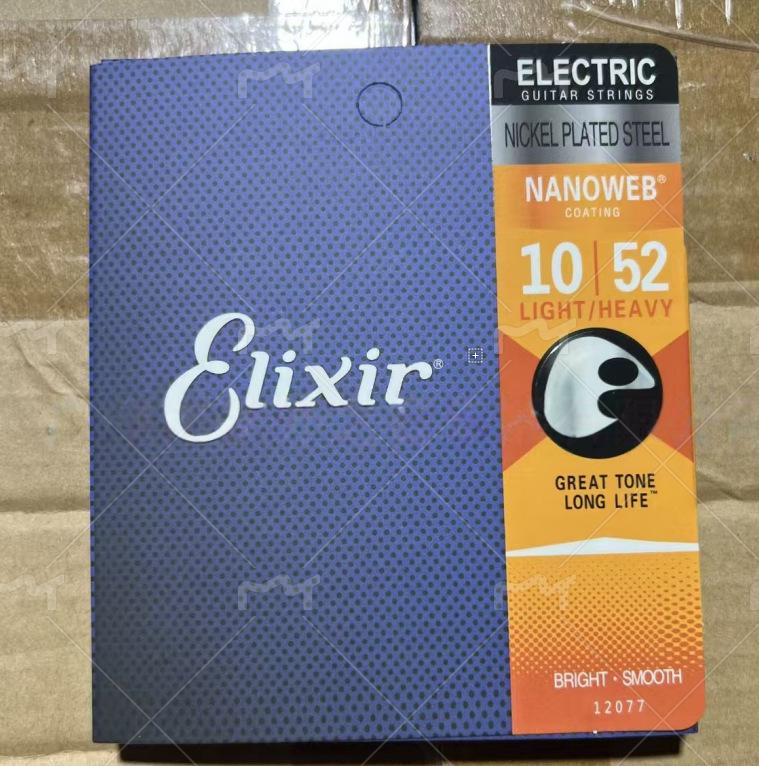 ELECTRIC
GUITAR STRINGS
NICKEL PLATED STEEL
NANOWEB®
COATING
10|52
LIGHT/HEAVY
Elixir®
GREAT TONE
LONG LIFE™
BRIGHT · SMOOTH
12077